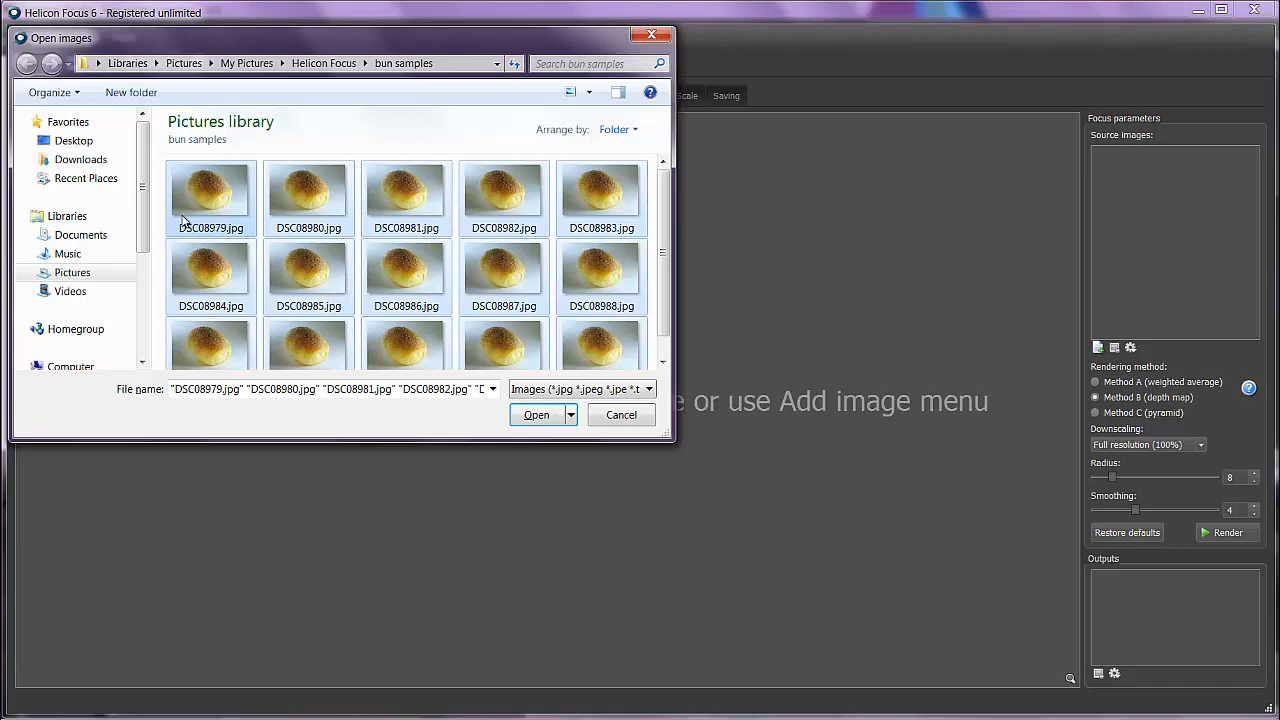 Helicon Focus 6 - Registered unlimited
Open images
Libraries
Pictures
My Pictures
Helicon Focus
bun samples
Search bun samples
Organize
New folder
Favorites
Desktop
Downloads
Recent Places
Libraries
Documents
Music
Pictures
Videos
Homegroup
Computer
Pictures library
bun samples
Arrange by:
Folder
DSC08979.jpg
DSC08980.jpg
DSC08981.jpg
DSC08982.jpg
DSC08983.jpg
DSC08984.jpg
DSC08985.jpg
DSC08986.jpg
DSC08987.jpg
DSC08988.jpg
File name:
"DSC08979.jpg" "DSC08980.jpg" "DSC08981.jpg" "DSC08982.jpg" "D
Images (*.jpg *.jpeg *.jpe *.t
Open
Cancel
Scale
Saving
e or use Add image menu
Focus parameters
Source images:
Rendering method:
Method A (weighted average)
Method B (depth map)
Method C (pyramid)
Downscaling:
Full resolution (100%)
Radius:
8
Smoothing:
4
Restore defaults
Render
Outputs